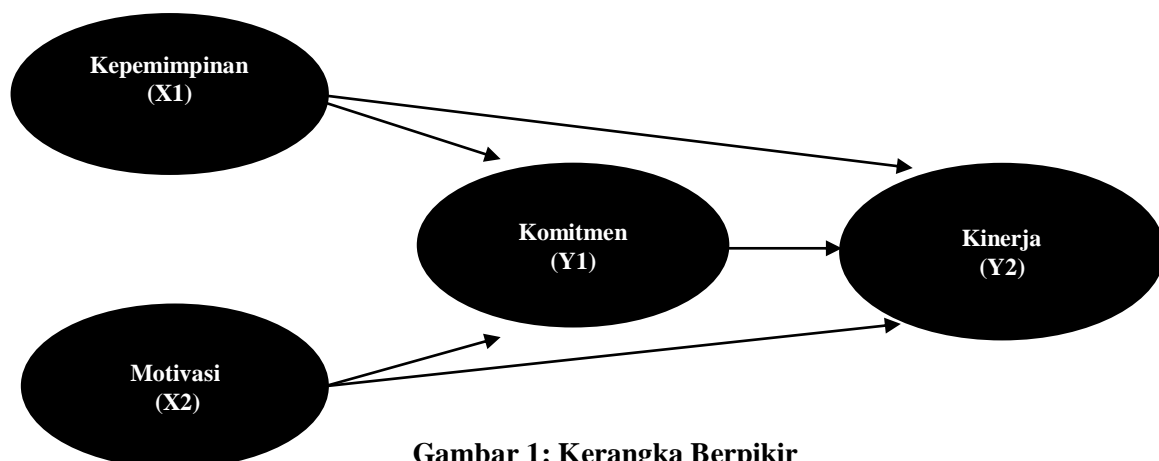 Kepemimpinan
(X1)
Komitmen
(Y1)
Kinerja
(Y2)
Motivasi
(X2)
Gambar 1: Kerangka Berpikir